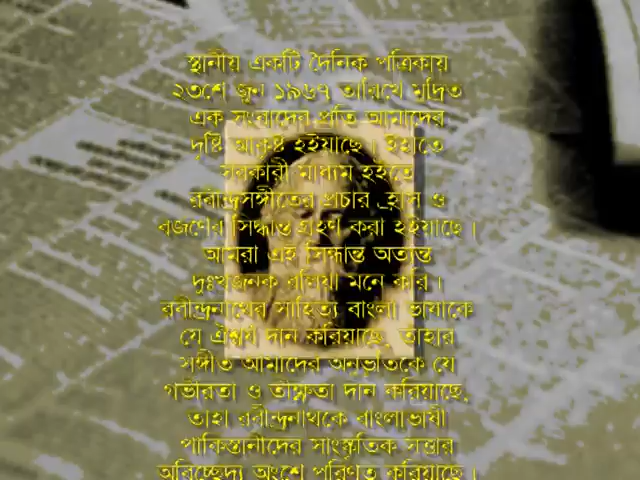 স্থানীয় একটি দৈনিক পত্রিকায়
২৩শে জুন ১৯৬৭ তারিখে মুদ্রিত
এক সংবাদের প্রতি আমাদের
দৃষ্টি আকৃষ্ট হইয়াছে। ইহাতে
সরকারী মাধ্যম হইতে
রবীন্দ্রসঙ্গীতের প্রচার হ্রাস ও
বর্জনের সিদ্ধান্ত গ্রহণ করা হইয়াছে।
আমরা এই সিদ্ধান্ত অত্যন্ত
দুঃখজনক বলিয়া মনে করি।
রবীন্দ্রনাথের সাহিত্য বাংলা ভাষাকে
যে ঐশ্বর্য দান করিয়াছে, তাহার
সঙ্গীত আমাদের অনুভূতিকে যে
গভীরতা ও তীক্ষ্ণতা দান করিয়াছে,
তাহা রবীন্দ্রনাথকে বাংলাভাষী
পাকিস্তানীদের সাংস্কৃতিক সত্তার
অবিচ্ছেদ্য অংশে পরিণত করিয়াছে।